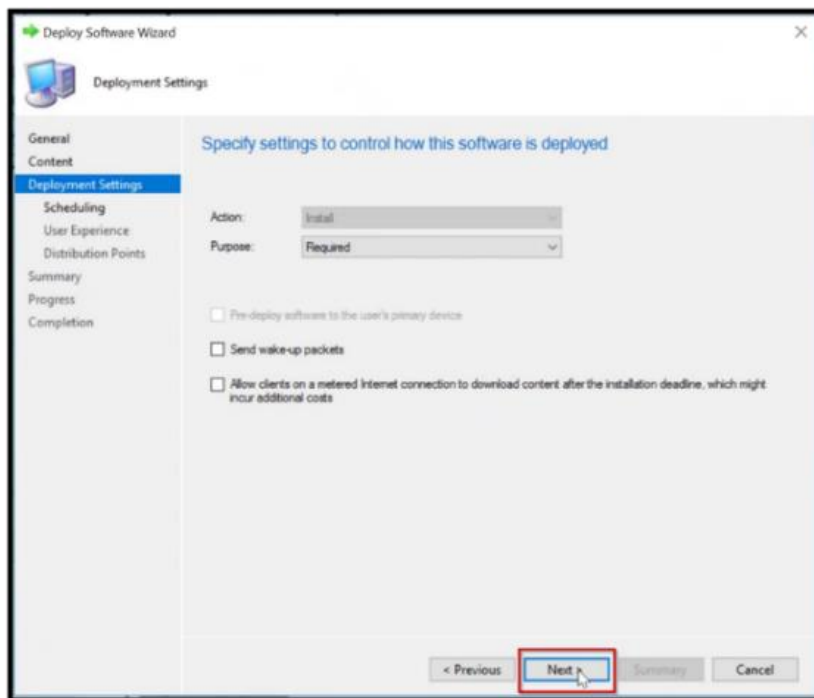 Deploy Software Wizard
Deployment Settings
General
Content
Deployment Settings
Scheduling
User Experience
Distribution Points
Summary
Progress
Completion
Specify settings to control how this software is deployed
Action: Install
Purpose: Required
Pre-deploy software to the user's primary device
Send wake-up packets
Allow clients on a metered Internet connection to download content after the installation deadline, which might
incur additional costs
< Previous Next > Summary Cancel